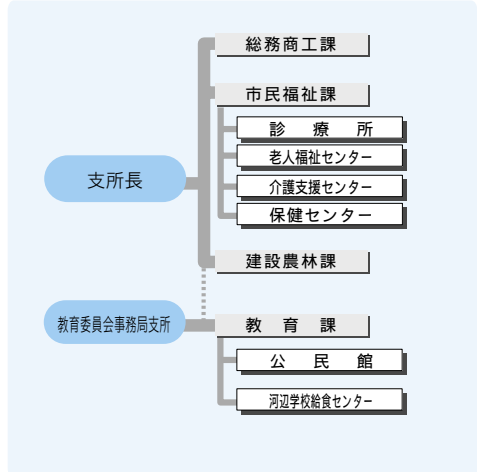 総務商工課
市民福祉課
診療所
老人福祉センター
介護支援センター
保健センター
支所長
建設農林課
教育委員会事務局支所
教育課
公民館
河辺学校給食センター